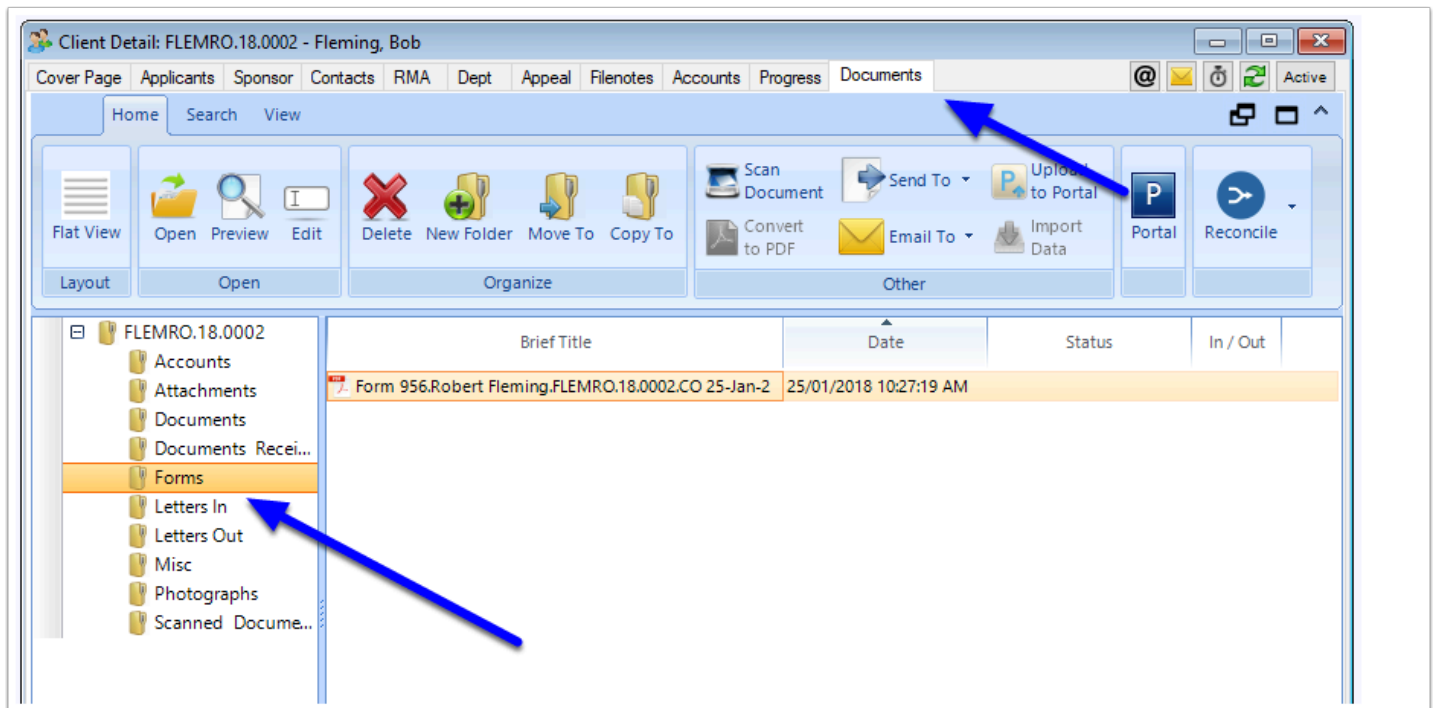 Client Detail: FLEMRO.18.0002 - Fleming, Bob
Cover Page Applicants Sponsor Contacts RMA Dept Appeal Filenotes Accounts Progress Documents @ Active
Home Search View
Flat View Open Preview Edit Delete New Folder Move To Copy To
Scan Document
Convert to PDF
Send To
Email To
Upload to Portal
Import Data
P Portal
Reconcile
Layout Open Organize Other
FLEMRO.18.0002
Accounts
Attachments
Documents
Documents Recei...
Forms
Letters In
Letters Out
Misc
Photographs
Scanned Docume...
Brief Title Date Status In / Out
Form 956.Robert Fleming.FLEMRO.18.0002.CO 25-Jan-2 25/01/2018 10:27:19 AM